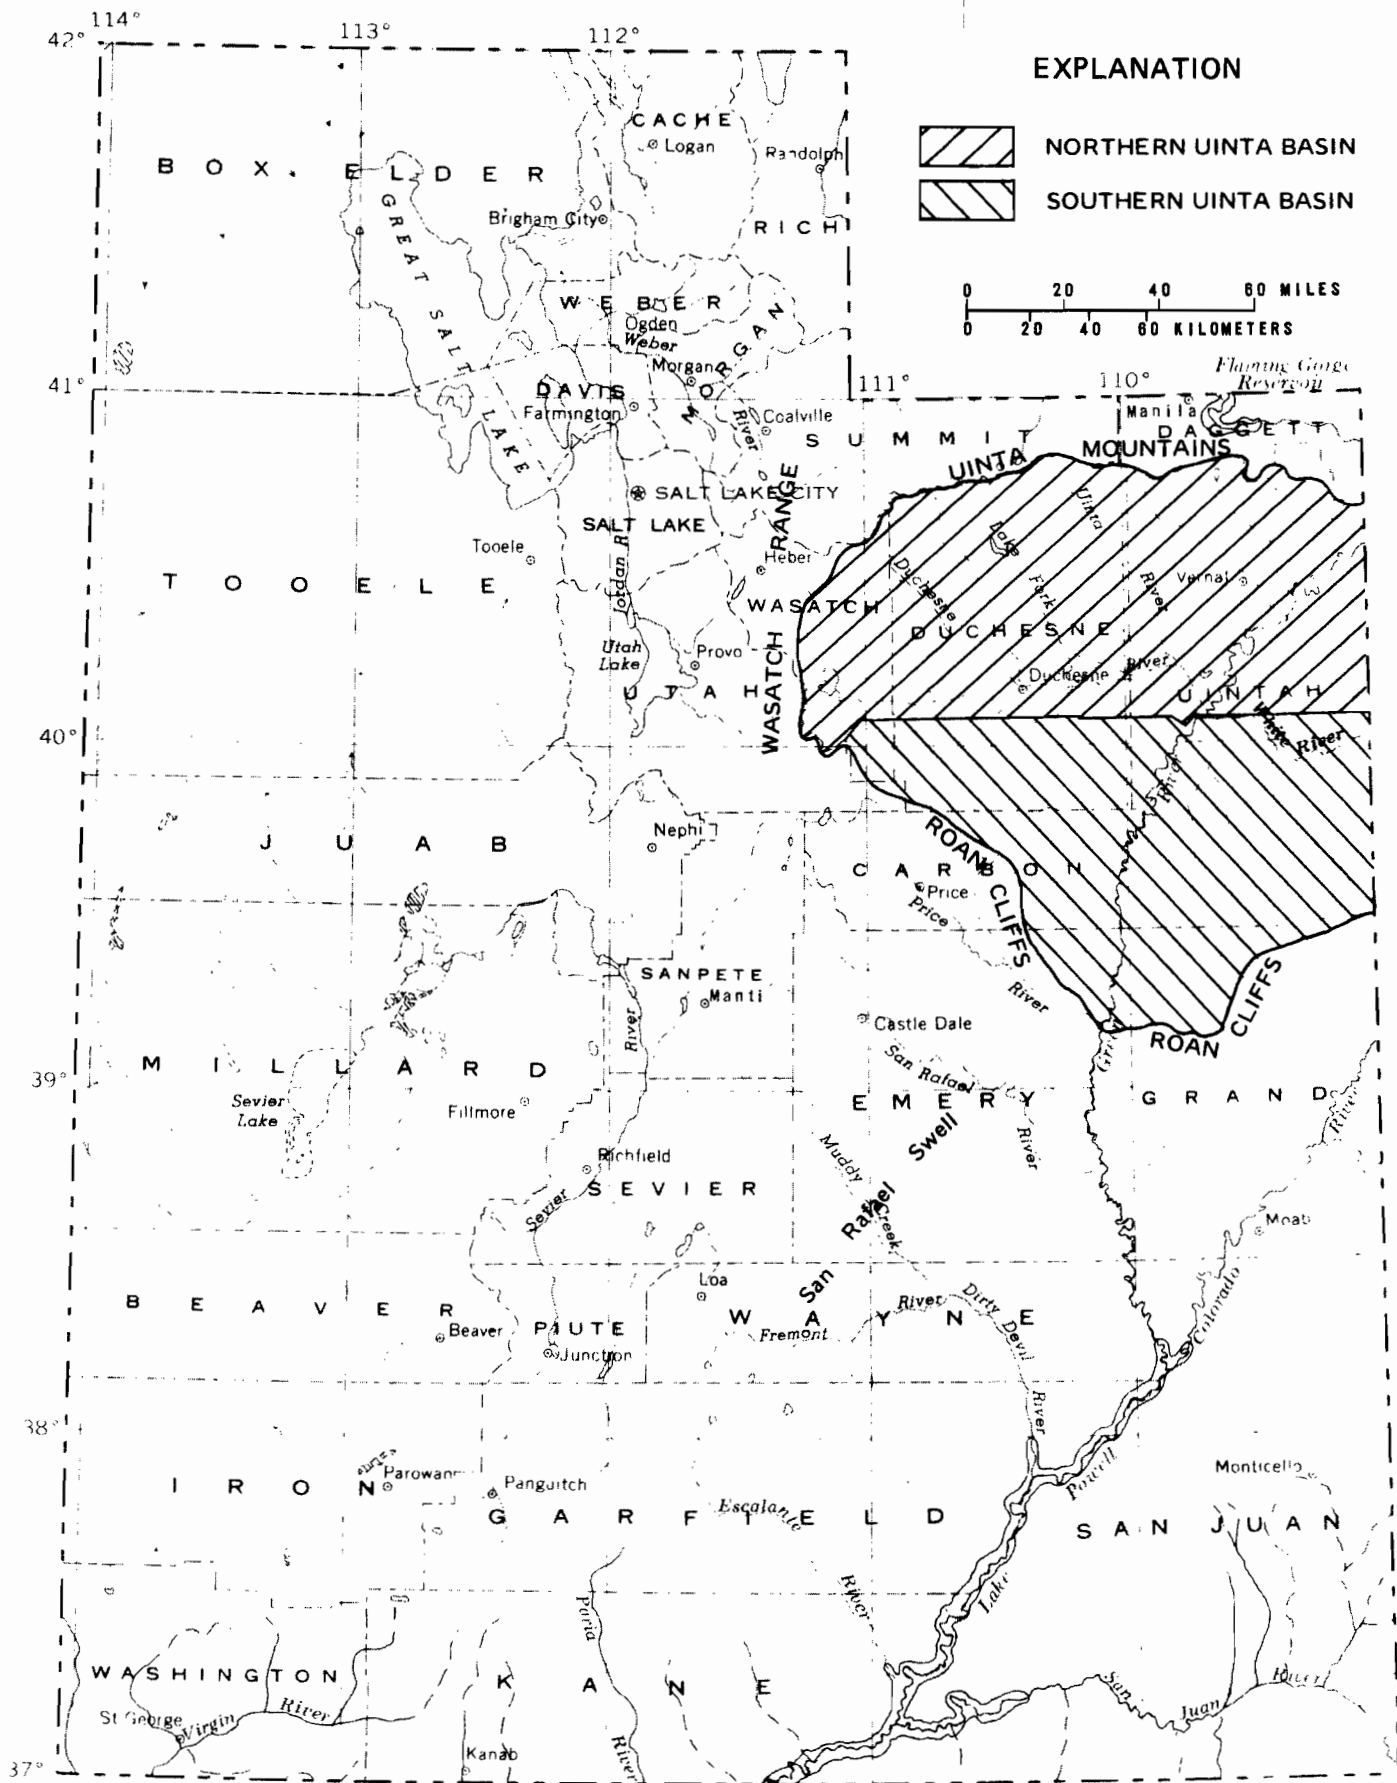 114°
113°
112°
42°
EXPLANATION
NORTHERN UINTA BASIN
SOUTHERN UINTA BASIN
0 20 40 60 MILES
0 20 40 60 KILOMETERS
CACHE
Logan
Randolph
BOX ELDER
Brigham City
RICH
GREAT SALT LAKE
WEBER
Ogden
Weber
River
MORGAN
Morgan
41°
111°
110°
Flaming Gorge
Reservoir
Manila
DAGGETT
DAVIS
Farmington
Coalville
SUMMIT
UINTA MOUNTAINS
SALT LAKE CITY
SALT LAKE
WASATCH RANGE
Uinta
River
Lake
Fork
Tooele
Jordan R
Heber
Duchesne
River
Vernal
TOOELE
WASATCH
DUCHESNE
Utah
Lake
Provo
Duchesne
UTAH
UINTAH
White River
40°
River
JUAB
Nephi
ROAN CLIFFS
CARBON
Price
Price
River
SANPETE
Manti
River
Castle Dale
ROAN CLIFFS
MILLARD
39°
San Rafael
River
EMERY
GRAND
River
Sevier
Lake
Fillmore
San Rafael Swell
Muddy
Creek
Richfield
SEVIER
Sevier
Moab
Loa
BEAVER
Beaver
PIUTE
Junction
WAYNE
Fremont
River
Dirty Devil
River
Colorado
38°
Parowan
IRON
Panguitch
Monticello
GARFIELD
Escalante
River
Lake
Powell
SAN JUAN
Paria
River
WASHINGTON
KANE
St George
Virgin
River
San
Juan
River
Kanab
37°